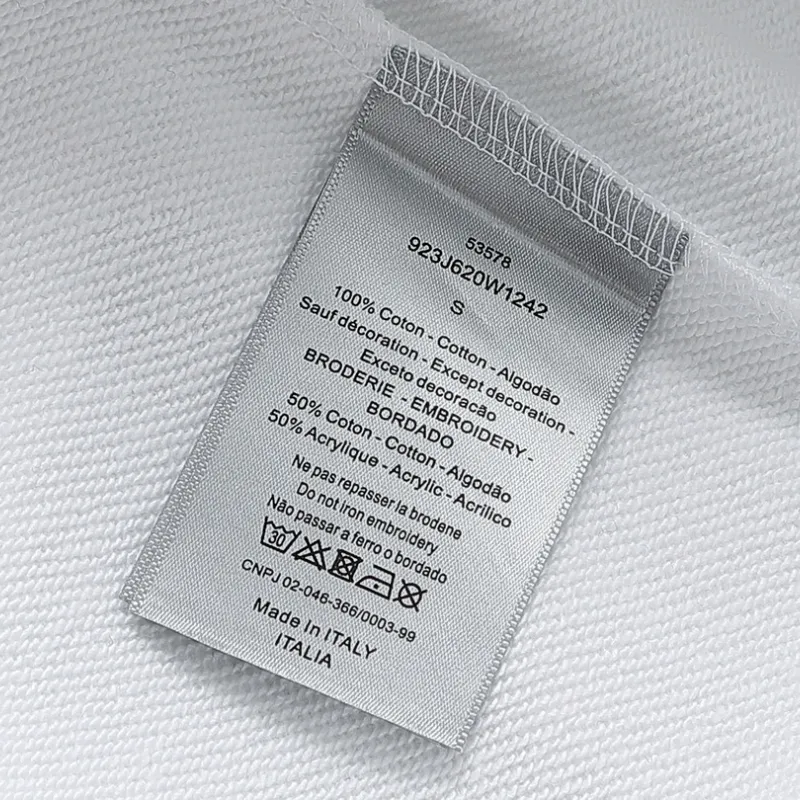 53578
923J620W1242
S
100% Coton - Cotton - Algodão
Sauf décoration - Except decoration -
Exceto decoracão
BRODERIE - EMBROIDERY -
BORDADO
50% Coton - Cotton - Algodão
50% Acrylique - Acrylic - Acrilico
Ne pas repasser la brodene
Do not iron embroidery
Não passar a ferro o bordado
30
CNPJ 02-046-366/0003-99
Made in ITALY
ITALIA